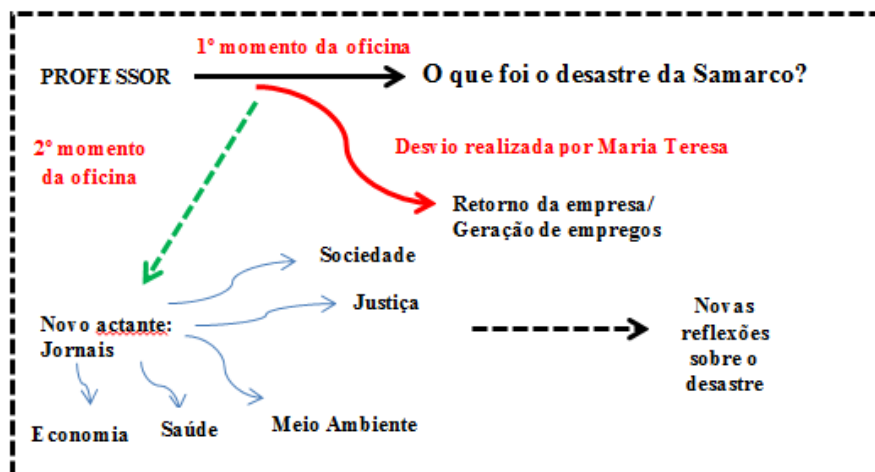 1º momento da oficina
PROFESSOR
O que foi o desastre da Samarco?
2º momento
da oficina
Desvio realizada por Maria Teresa
Retorno da empresa/
Geração de empregos
Sociedade
Justiça
Novo actante:
Jornais
Novas
reflexões
sobre o
desastre
Economia
Saúde
Meio Ambiente